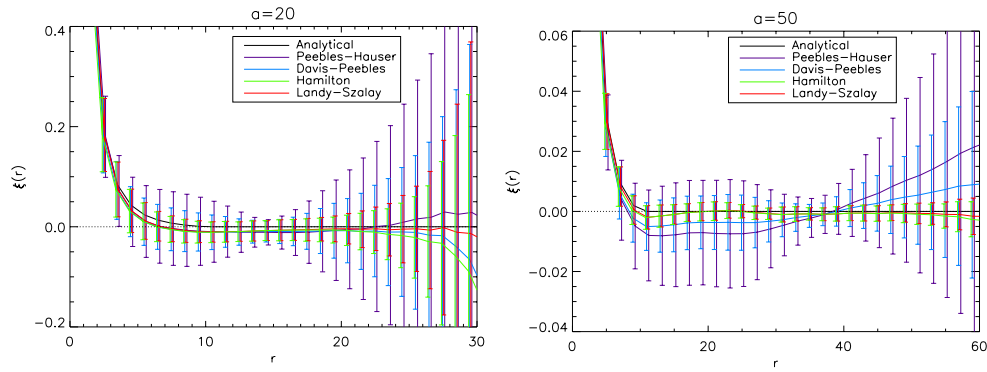 a=20
0.4
0.2
0.0
-0.2
ξ(r)
Analytical
Peebles-Hauser
Davis-Peebles
Hamilton
Landy-Szalay
0 10 20 30
r
a=50
0.06
0.04
0.02
0.00
-0.02
-0.04
ξ(r)
Analytical
Peebles-Hauser
Davis-Peebles
Hamilton
Landy-Szalay
0 20 40 60
r